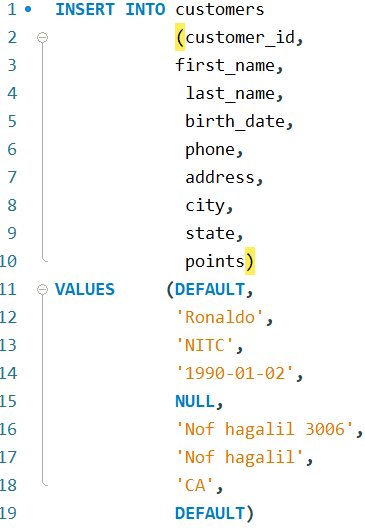 1 INSERT INTO customers
2 (customer_id,
3 first_name,
4 last_name,
5 birth_date,
6 phone,
7 address,
8 city,
9 state,
10 points)
11 VALUES (DEFAULT,
12 'Ronaldo',
13 'NITC',
14 '1990-01-02',
15 NULL,
16 'Nof hagalil 3006',
17 'Nof hagalil',
18 'CA',
19 DEFAULT)